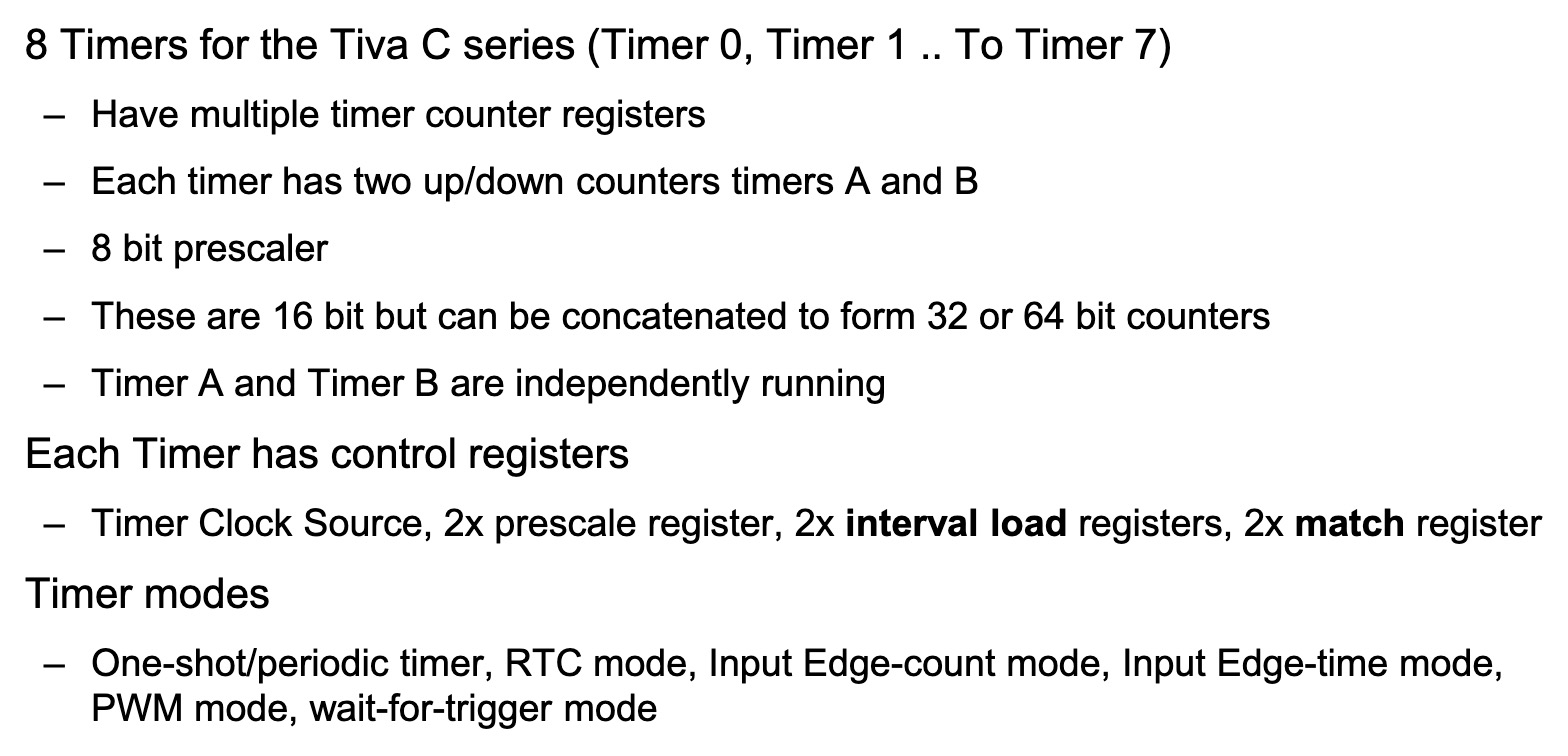 8 Timers for the Tiva C series (Timer 0, Timer 1 .. To Timer 7)
– Have multiple timer counter registers
– Each timer has two up/down counters timers A and B
– 8 bit prescaler
– These are 16 bit but can be concatenated to form 32 or 64 bit counters
– Timer A and Timer B are independently running
Each Timer has control registers
– Timer Clock Source, 2x prescale register, 2x interval load registers, 2x match register
Timer modes
– One-shot/periodic timer, RTC mode, Input Edge-count mode, Input Edge-time mode,
PWM mode, wait-for-trigger mode